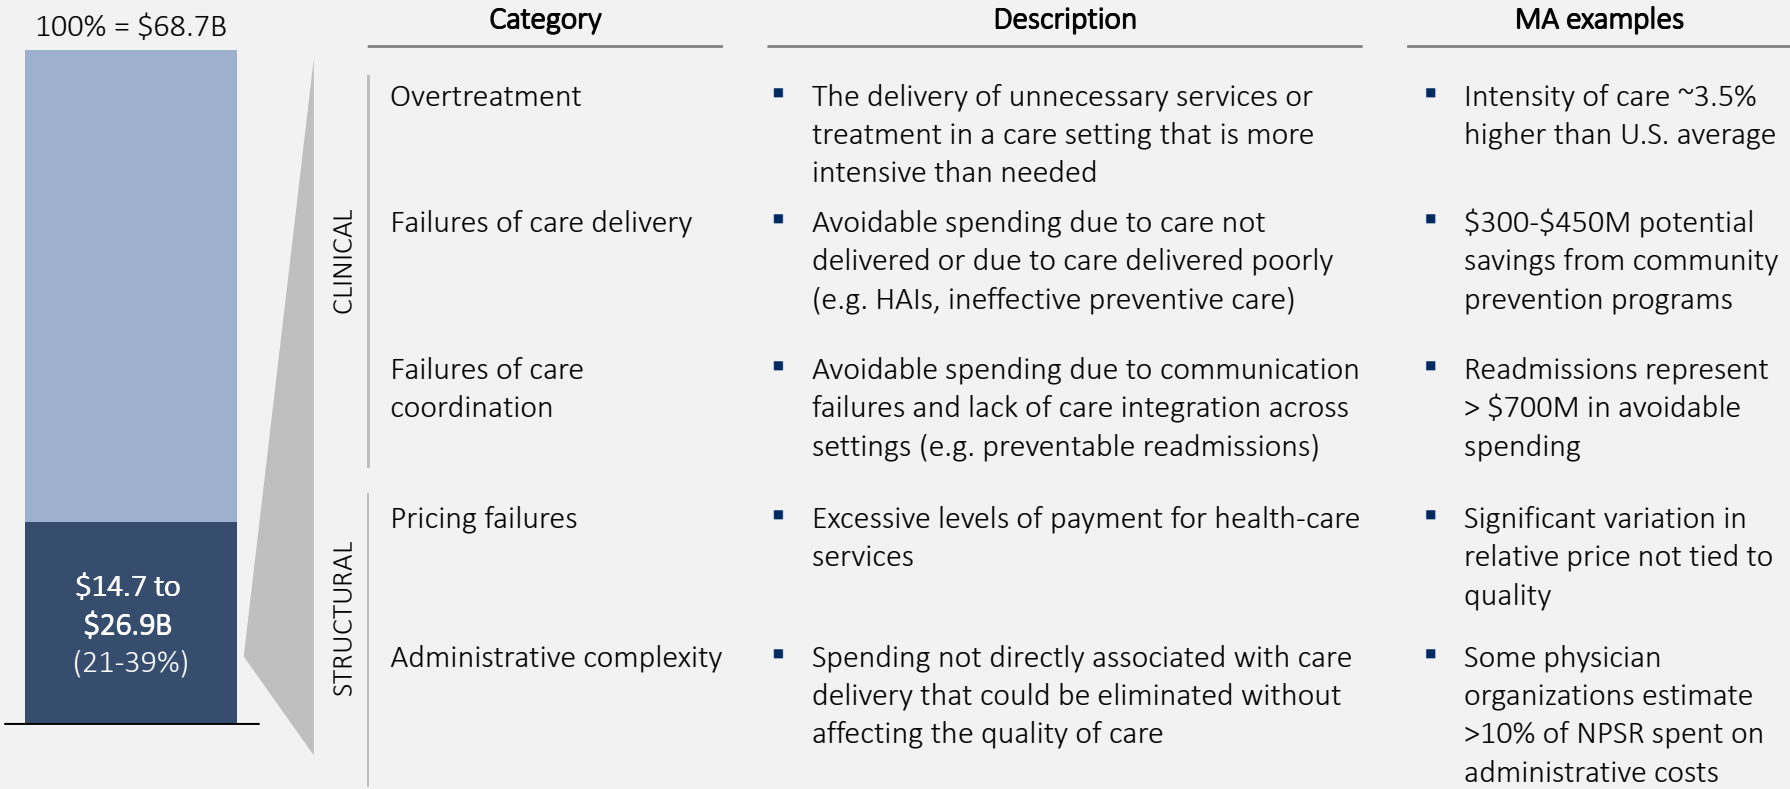 100% = $68.7B
$14.7 to
$26.9B
(21-39%)
Category
Description
MA examples
CLINICAL
Overtreatment
▪ The delivery of unnecessary services or
treatment in a care setting that is more
intensive than needed
▪ Intensity of care ~3.5%
higher than U.S. average
Failures of care delivery
▪ Avoidable spending due to care not
delivered or due to care delivered poorly
(e.g. HAIs, ineffective preventive care)
▪ $300-$450M potential
savings from community
prevention programs
Failures of care
coordination
▪ Avoidable spending due to communication
failures and lack of care integration across
settings (e.g. preventable readmissions)
▪ Readmissions represent
> $700M in avoidable
spending
STRUCTURAL
Pricing failures
▪ Excessive levels of payment for health-care
services
▪ Significant variation in
relative price not tied to
quality
Administrative complexity
▪ Spending not directly associated with care
delivery that could be eliminated without
affecting the quality of care
▪ Some physician
organizations estimate
>10% of NPSR spent on
administrative costs